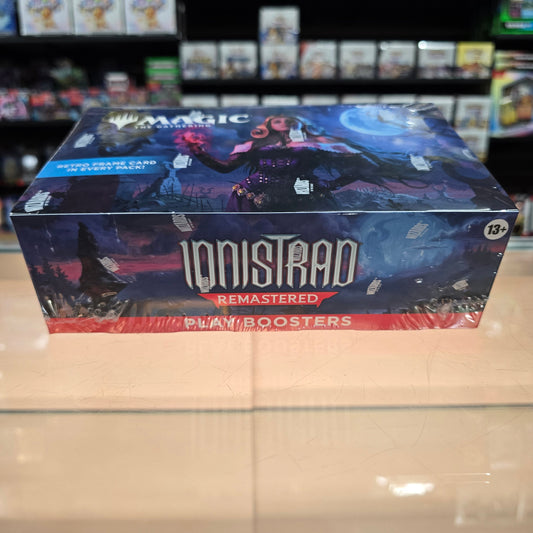 MAGIC
THE GATHERING
RETRO FRAME CARD
IN EVERY PACK!
13+
INNISTRAD
REMASTERED
PLAY BOOSTERS